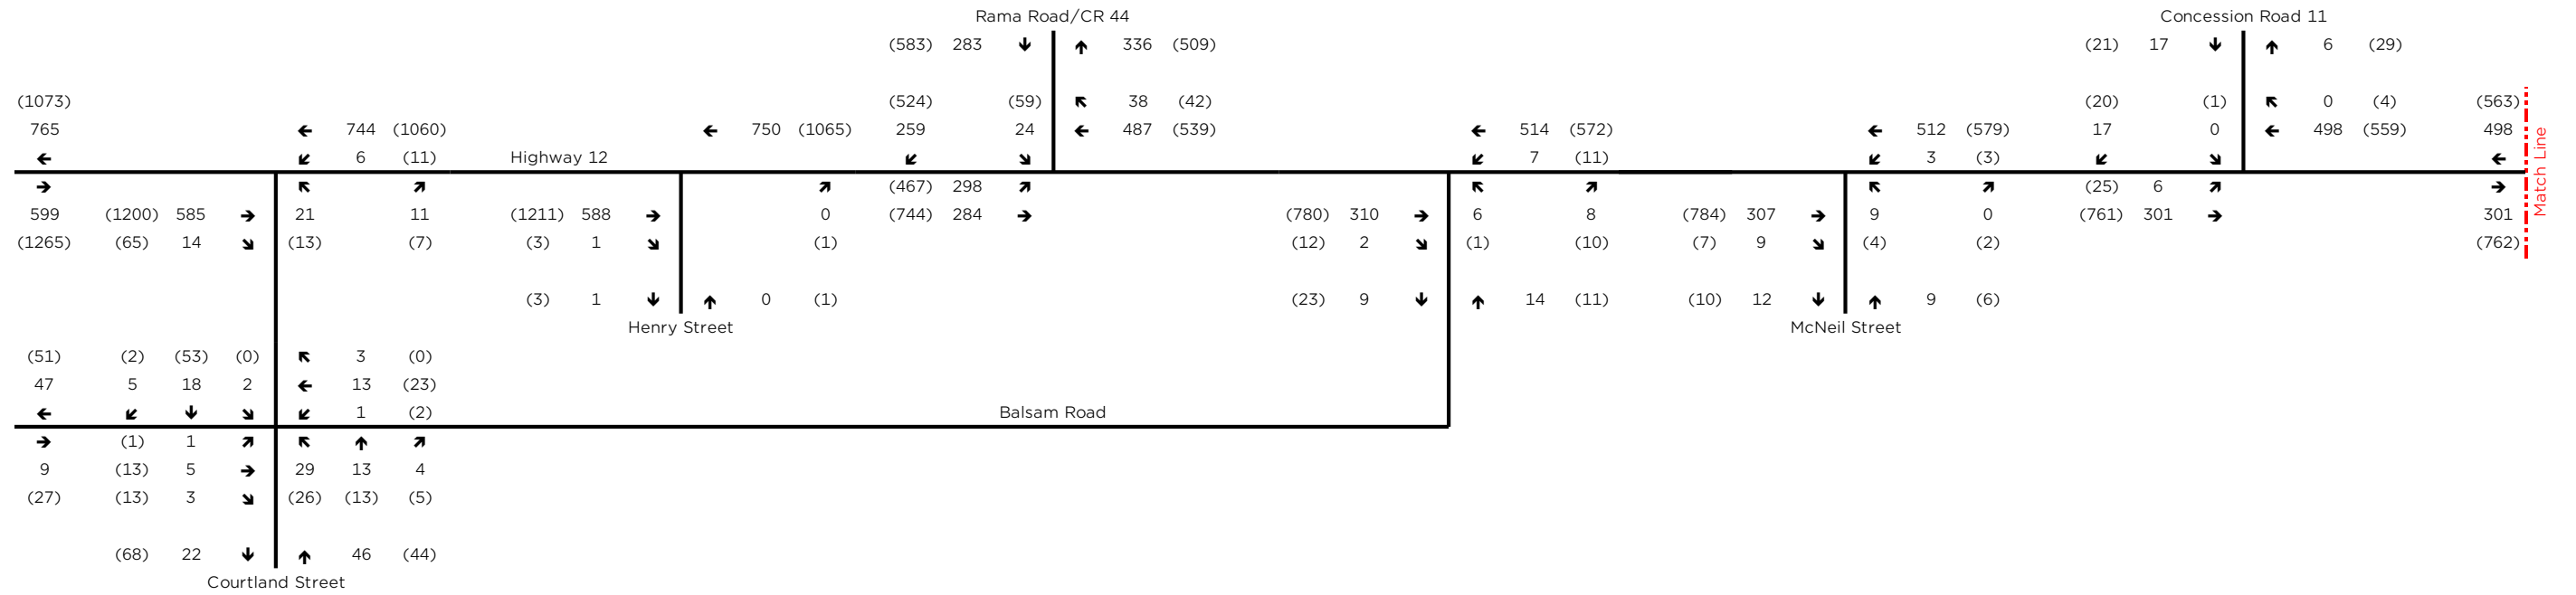 Rama Road/CR 44 Concession Road 11
(583) 283 336 (509) (21) 17 6 (29)
(1073) (524) (59) 38 (42) (20) (1) 0 (4) (563)
765 744 (1060) 750 (1065) 259 24 487 (539) 514 (572) 512 (579) 17 0 498 (559) 498
6 (11) Highway 12 7 (11) 3 (3)
(467) 298 (25) 6
599 (1200) 585 21 11 (1211) 588 0 (744) 284 (780) 310 6 8 (784) 307 9 0 (761) 301 301
(1265) (65) 14 (13) (7) (3) 1 (1) (12) 2 (1) (10) (7) 9 (4) (2) (762)
Match Line
(3) 1 0 (1) (23) 9 14 (11) (10) 12 9 (6)
Henry Street McNeil Street
(51) (2) (53) (0) 3 (0)
47 5 18 2 13 (23)
1 (2) Balsam Road
(1) 1
9 (13) 5 29 13 4
(27) (13) 3 (26) (13) (5)
(68) 22 46 (44)
Courtland Street